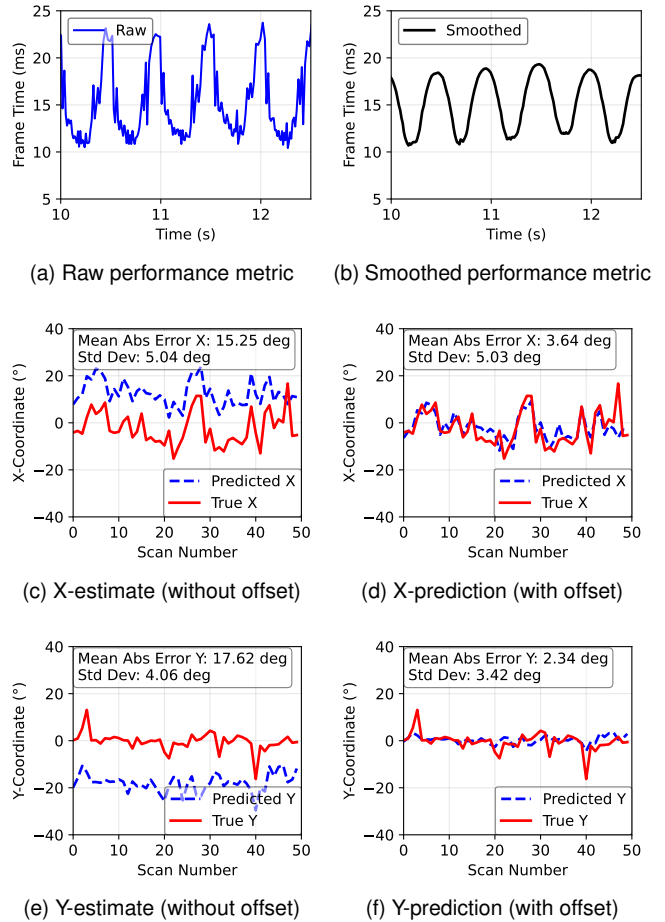 Raw
Frame Time (ms)
25
20
15
10
5
10
11
12
Time (s)
(a) Raw performance metric
Smoothed
Frame Time (ms)
25
20
15
10
5
10
11
12
Time (s)
(b) Smoothed performance metric
Mean Abs Error X: 15.25 deg
Std Dev: 5.04 deg
X-Coordinate (°)
40
20
0
−20
−40
Predicted X
True X
0
10
20
30
40
50
Scan Number
(c) X-estimate (without offset)
Mean Abs Error X: 3.64 deg
Std Dev: 5.03 deg
X-Coordinate (°)
40
20
0
−20
−40
Predicted X
True X
0
10
20
30
40
50
Scan Number
(d) X-prediction (with offset)
Mean Abs Error Y: 17.62 deg
Std Dev: 4.06 deg
Y-Coordinate (°)
40
20
0
−20
−40
Predicted Y
True Y
0
10
20
30
40
50
Scan Number
(e) Y-estimate (without offset)
Mean Abs Error Y: 2.34 deg
Std Dev: 3.42 deg
Y-Coordinate (°)
40
20
0
−20
−40
Predicted Y
True Y
0
10
20
30
40
50
Scan Number
(f) Y-prediction (with offset)